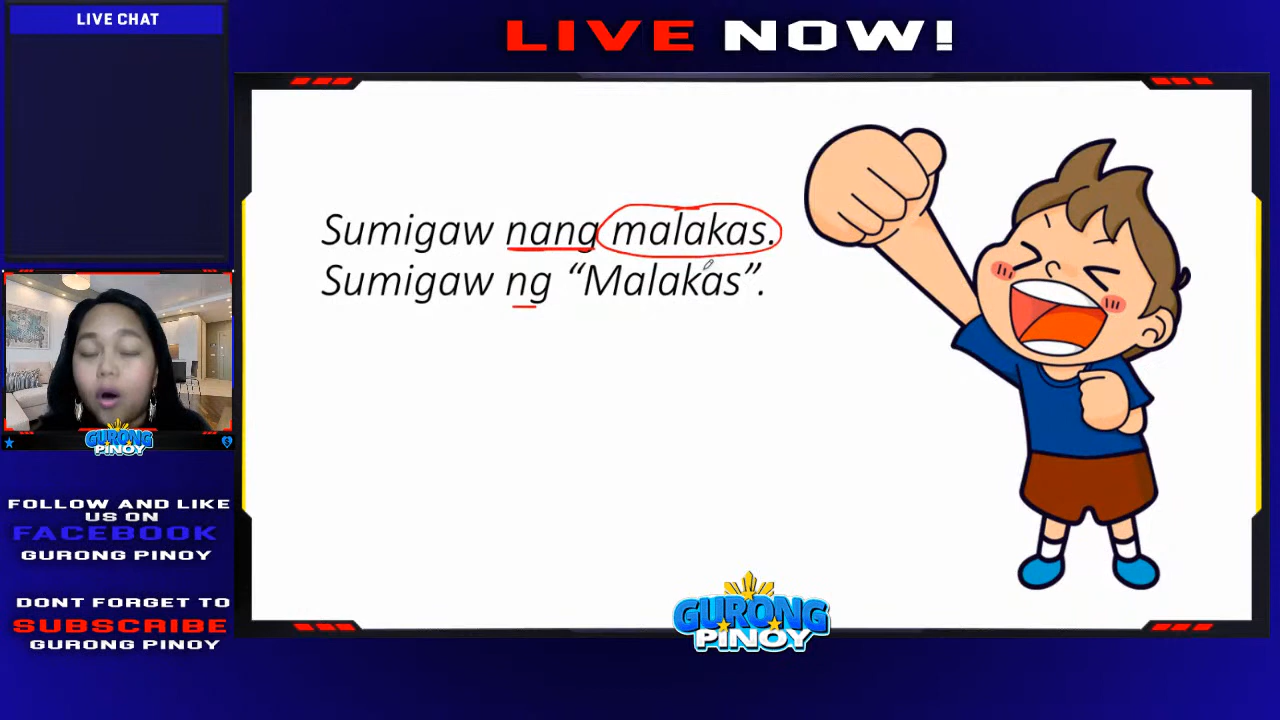 LIVE CHAT
LIVE NOW!
Sumigaw nang malakas.
Sumigaw ng “Malakas”.
GURONG
PINOY
FOLLOW AND LIKE
US ON
FACEBOOK
GURONG PINOY
DONT FORGET TO
SUBSCRIBE
GURONG PINOY
GURONG
PINOY